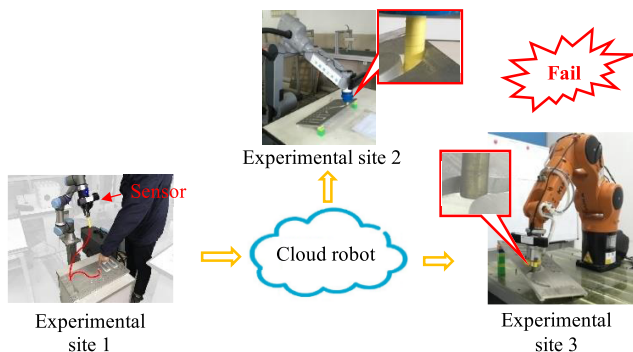 Fail
Experimental site 2
Sensor
Cloud robot
Experimental
site 1
Experimental
site 3